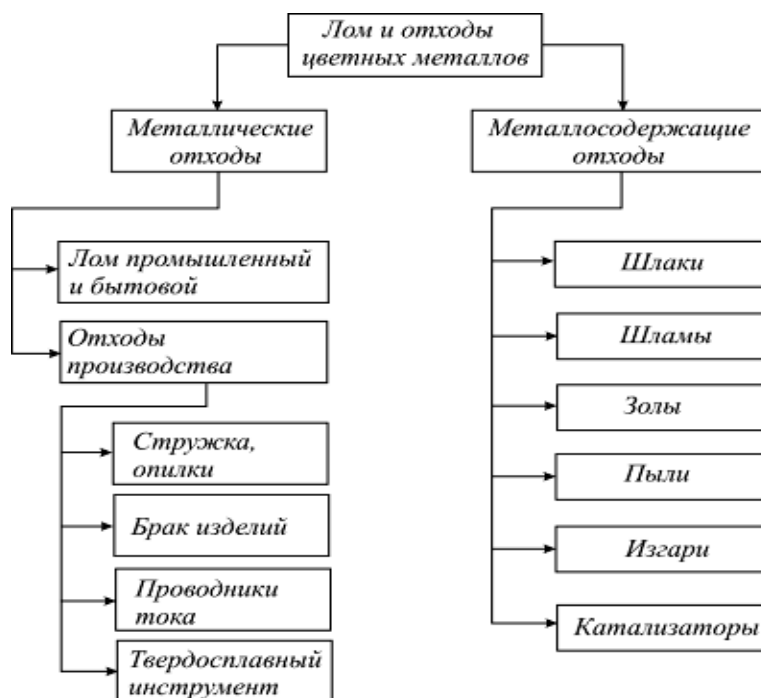 Лом и отходы
цветных металлов
Металлические
отходы
Лом промышленный
и бытовой
Отходы
производства
Стружка,
опилки
Брак изделий
Проводники
тока
Твердосплавный
инструмент
Металлосодержащие
отходы
Шлаки
Шламы
Золы
Пыли
Изгари
Катализаторы